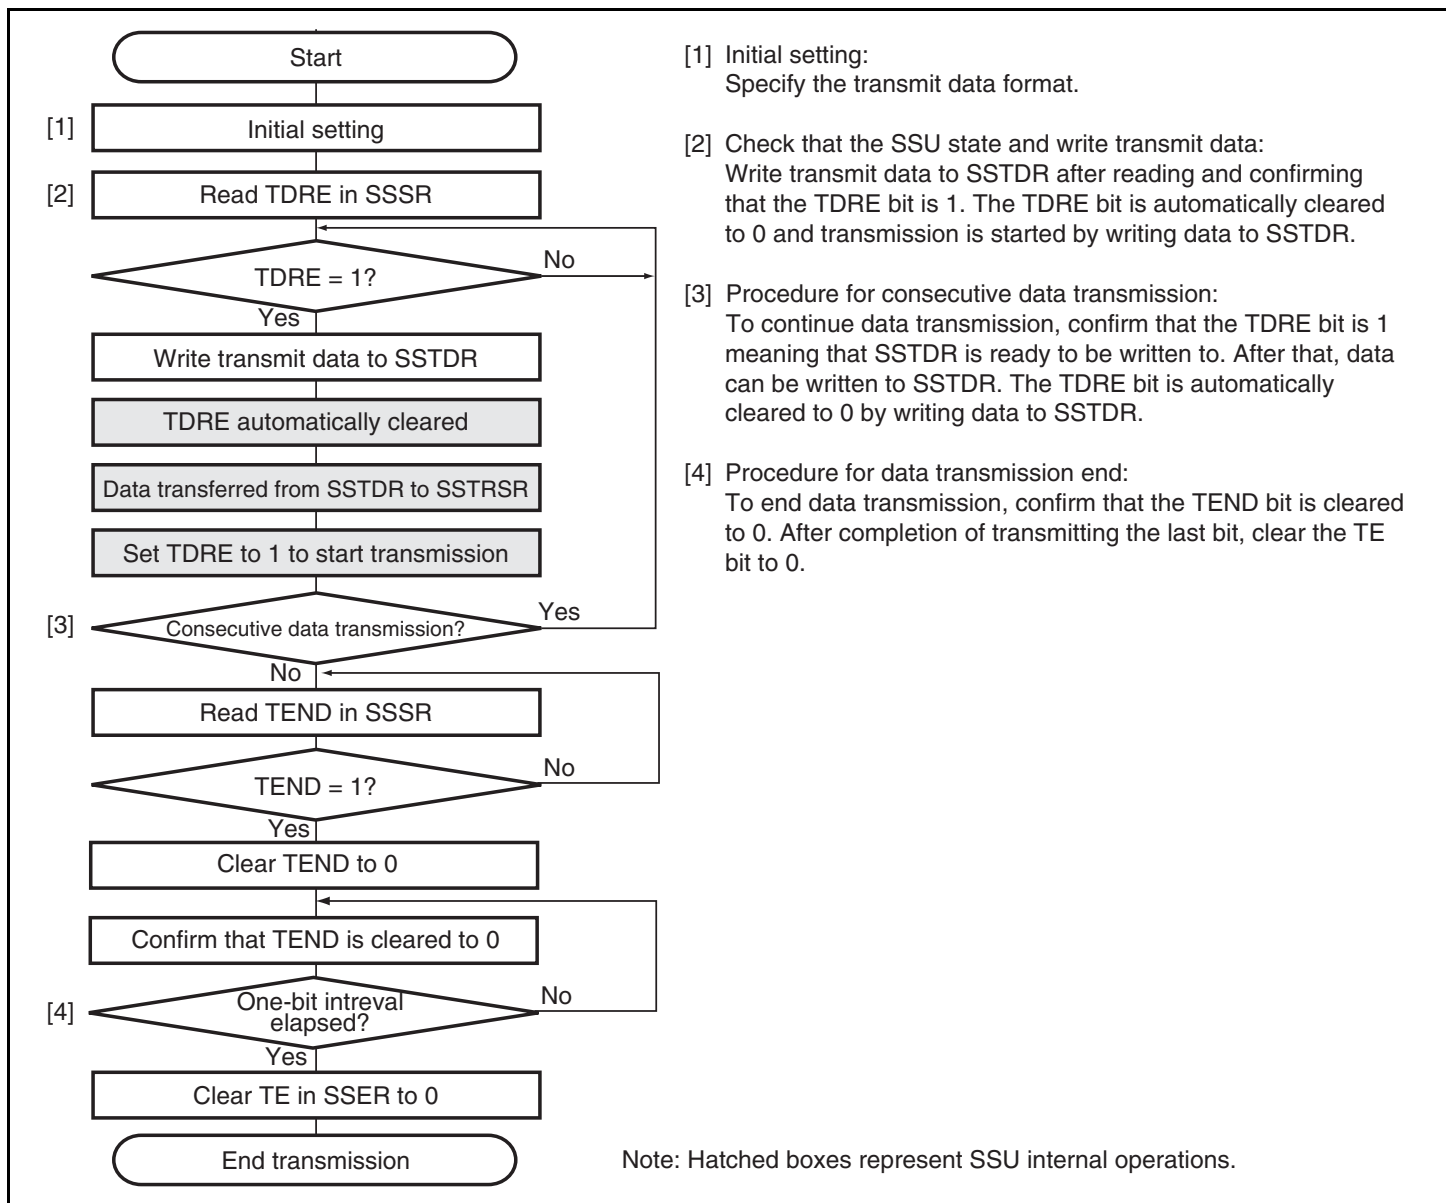 Start
[1] Initial setting
[2] Read TDRE in SSSR
TDRE = 1?
No
Yes
Write transmit data to SSTDR
TDRE automatically cleared
Data transferred from SSTDR to SSTRSR
Set TDRE to 1 to start transmission
[3] Consecutive data transmission?
Yes
No
Read TEND in SSSR
TEND = 1?
No
Yes
Clear TEND to 0
Confirm that TEND is cleared to 0
[4] One-bit intreval
elapsed?
No
Yes
Clear TE in SSER to 0
End transmission
[1] Initial setting:
Specify the transmit data format.
[2] Check that the SSU state and write transmit data:
Write transmit data to SSTDR after reading and confirming
that the TDRE bit is 1. The TDRE bit is automatically cleared
to 0 and transmission is started by writing data to SSTDR.
[3] Procedure for consecutive data transmission:
To continue data transmission, confirm that the TDRE bit is 1
meaning that SSTDR is ready to be written to. After that, data
can be written to SSTDR. The TDRE bit is automatically
cleared to 0 by writing data to SSTDR.
[4] Procedure for data transmission end:
To end data transmission, confirm that the TEND bit is cleared
to 0. After completion of transmitting the last bit, clear the TE
bit to 0.
Note: Hatched boxes represent SSU internal operations.